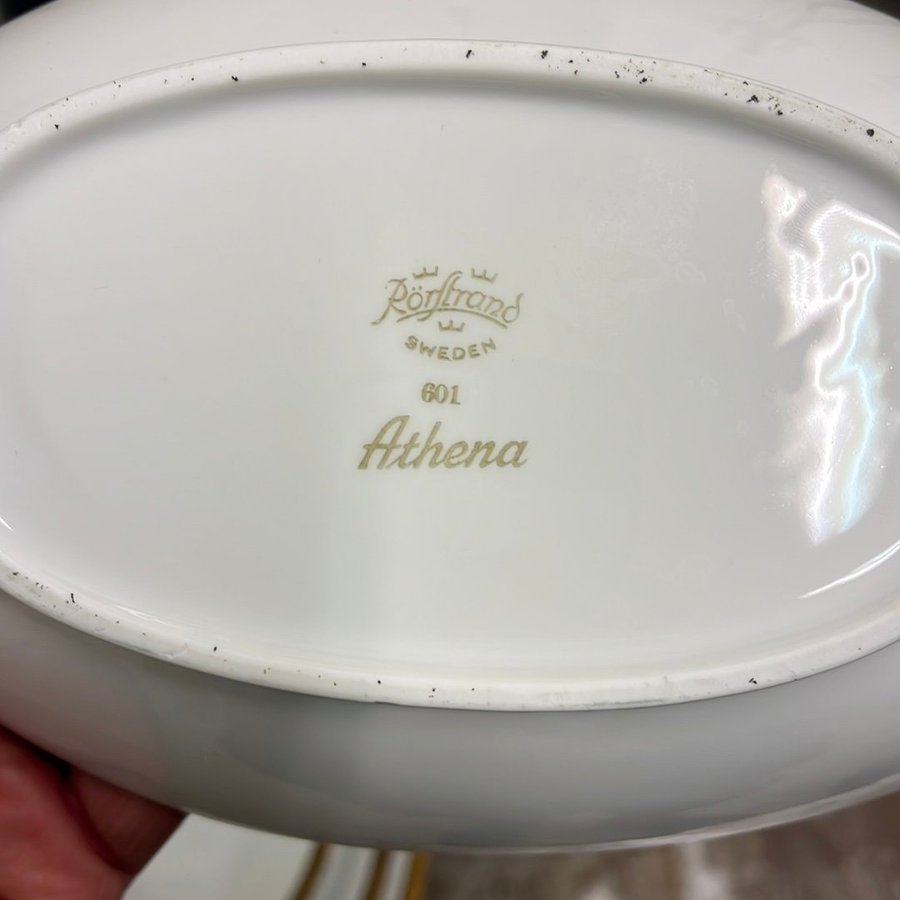 Rörstrand
SWEDEN
601
Athena